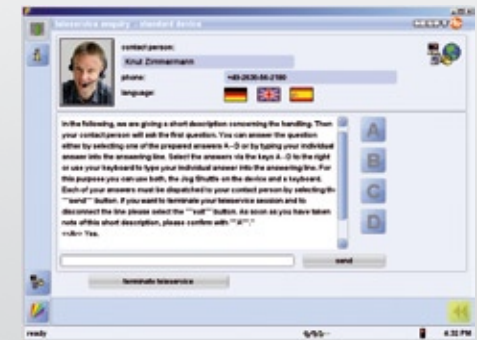 teleservice enquiry - standard device
contact person:
Knut Zimmermann
phone:
+49-2630-86-2190
language:
In the following, we are giving a short description concerning the handling. Then
your contact person will ask the first question. You can answer the question
either by selecting one of the prepared answers A..D or by typing your individual
answer into the answering line. Select the answers via the keys A..D to the right
or use your keyboard to type your individual answer into the answering line. For
this purpose you can use both, the Jog Shuttle on the device and a keyboard.
Each of your answers must be dispatched to your contact person by selecting th
""send"" button. If you want to terminate your teleservice session and to
disconnect the line please select the ""exit"" button. As soon as you have taken
note of this short description, please confirm with ""A"".
<<A>> Yes.
A
B
C
D
send
terminate teleservice
ready
4:32 PM